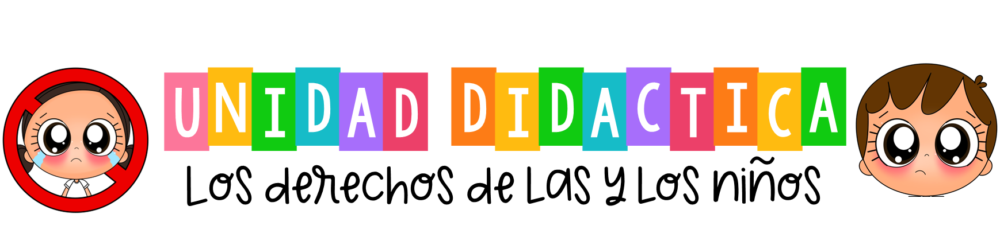 UNIDAD DIDACTICA
Los derechos de las y los niños